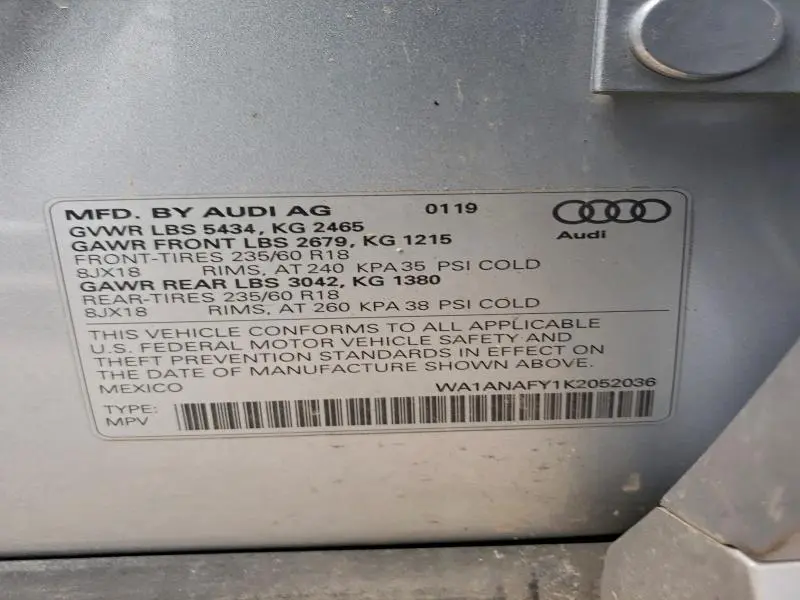 MFD. BY AUDI AG 0119
GVWR LBS 5434, KG 2465
GAWR FRONT LBS 2679, KG 1215
FRONT-TIRES 235/60 R18
8JX18 RIMS, AT 240 KPA 35 PSI COLD
GAWR REAR LBS 3042, KG 1380
REAR-TIRES 235/60 R18
8JX18 RIMS, AT 260 KPA 38 PSI COLD
Audi
THIS VEHICLE CONFORMS TO ALL APPLICABLE
U.S. FEDERAL MOTOR VEHICLE SAFETY AND
THEFT PREVENTION STANDARDS IN EFFECT ON
THE DATE OF MANUFACTURE SHOWN ABOVE.
MEXICO WA1ANAFY1K2052036
TYPE:
MPV